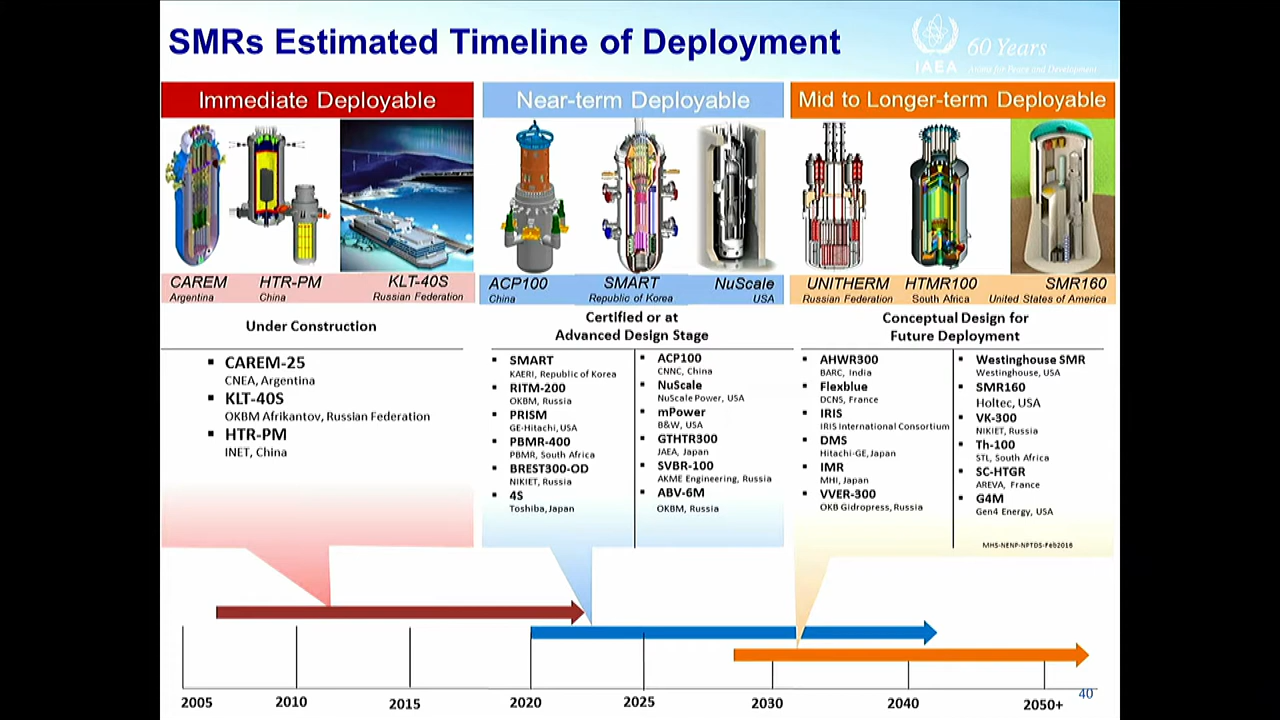 SMRs Estimated Timeline of Deployment
IAEA
60 Years
Atoms for Peace and Development
Immediate Deployable
Near-term Deployable
Mid to Longer-term Deployable
CAREM
Argentina
HTR-PM
China
KLT-40S
Russian Federation
ACP100
China
SMART
Republic of Korea
NuScale
USA
UNITHERM
Russian Federation
HTMR100
South Africa
SMR160
United States of America
Under Construction
▪ CAREM-25
CNEA, Argentina
▪ KLT-40S
OKBM Afrikantov, Russian Federation
▪ HTR-PM
INET, China
Certified or at
Advanced Design Stage
▪ SMART
KAERI, Republic of Korea
▪ RITM-200
OKBM, Russia
▪ PRISM
GE-Hitachi, USA
▪ PBMR-400
PBMR, South Africa
▪ BREST300-OD
NIKIET, Russia
▪ 4S
Toshiba, Japan
▪ ACP100
CNNC, China
▪ NuScale
NuScale Power, USA
▪ mPower
B&W, USA
▪ GTHTR300
JAEA, Japan
▪ SVBR-100
AKME Engineering, Russia
▪ ABV-6M
OKBM, Russia
Conceptual Design for
Future Deployment
▪ AHWR300
BARC, India
▪ Flexblue
DCNS, France
▪ IRIS
IRIS International Consortium
▪ DMS
Hitachi-GE, Japan
▪ IMR
MHI, Japan
▪ VVER-300
OKB Gidropress, Russia
▪ Westinghouse SMR
Westinghouse, USA
▪ SMR160
Holtec, USA
▪ VK-300
NIKIET, Russia
▪ Th-100
STL, South Africa
▪ SC-HTGR
AREVA, France
▪ G4M
Gen4 Energy, USA
MHS-NENP-NPTDS-Feb2016
2005
2010
2015
2020
2025
2030
2040
2050+
40